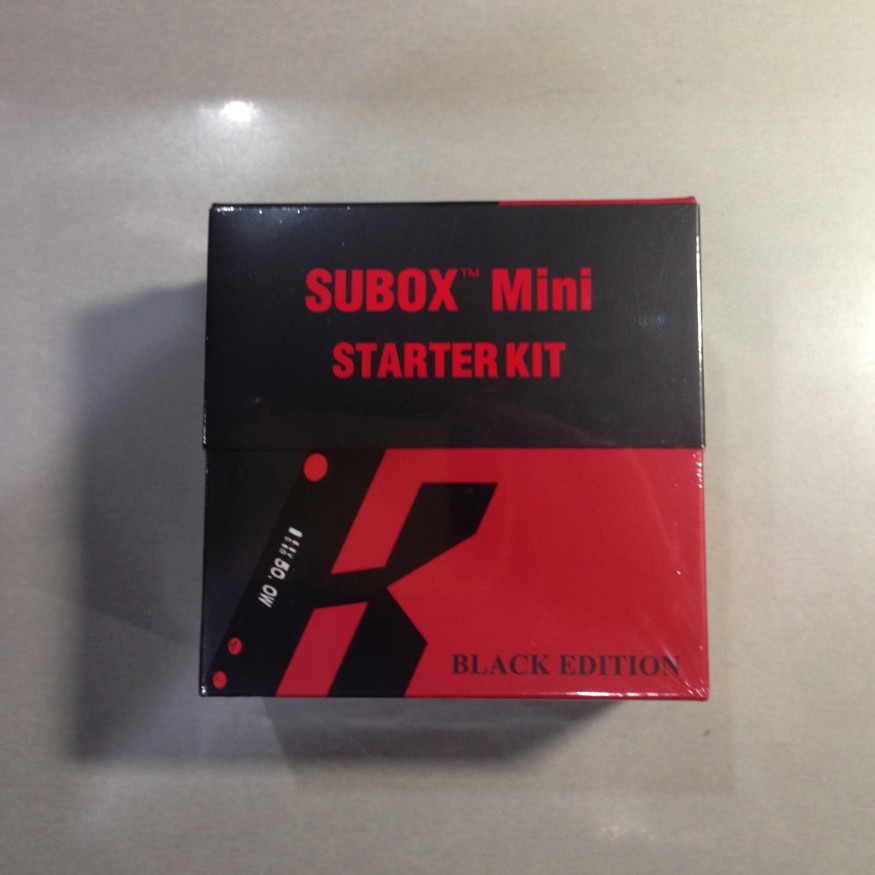 SUBOX™ Mini
STARTER KIT
50.0W
BLACK EDITION